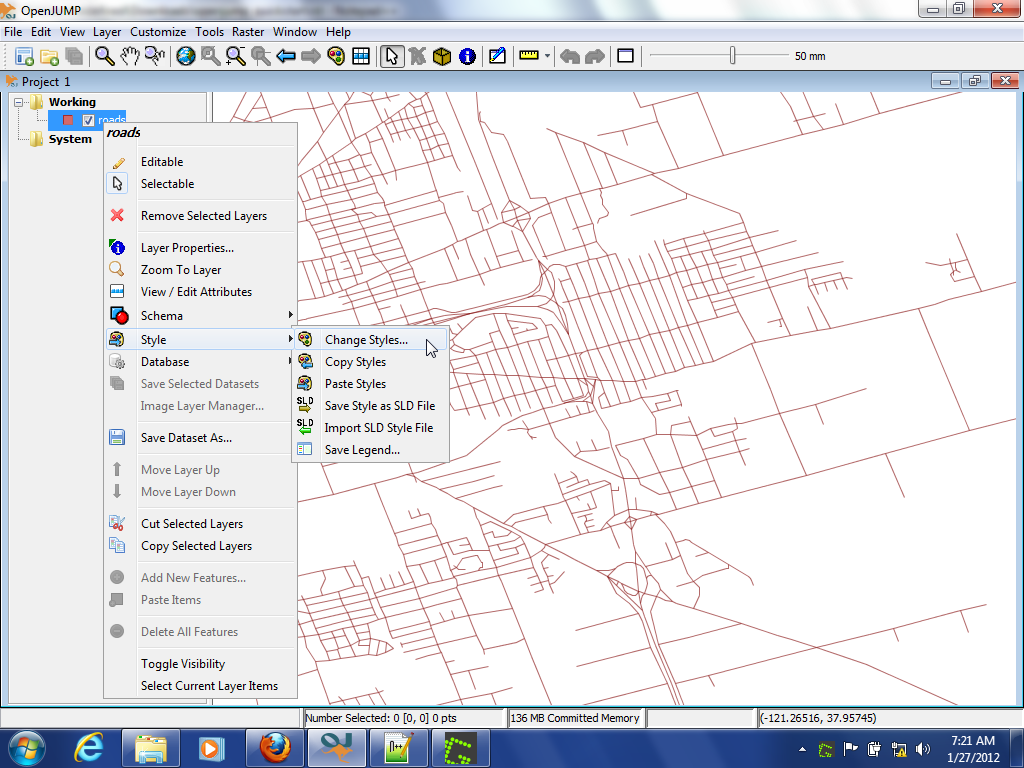 OpenJUMP
File Edit View Layer Customize Tools Raster Window Help
50 mm
Project 1
Working
roads
System
roads
Editable
Selectable
Remove Selected Layers
Layer Properties...
Zoom To Layer
View / Edit Attributes
Schema
Style
Database
Save Selected Datasets
Image Layer Manager...
Save Dataset As...
Move Layer Up
Move Layer Down
Cut Selected Layers
Copy Selected Layers
Add New Features...
Paste Items
Delete All Features
Toggle Visibility
Select Current Layer Items
Change Styles...
Copy Styles
Paste Styles
SLD Save Style as SLD File
SLD Import SLD Style File
Save Legend...
Number Selected: 0 [0, 0] 0 pts
136 MB Committed Memory
(-121.26516, 37.95745)
7:21 AM
1/27/2012